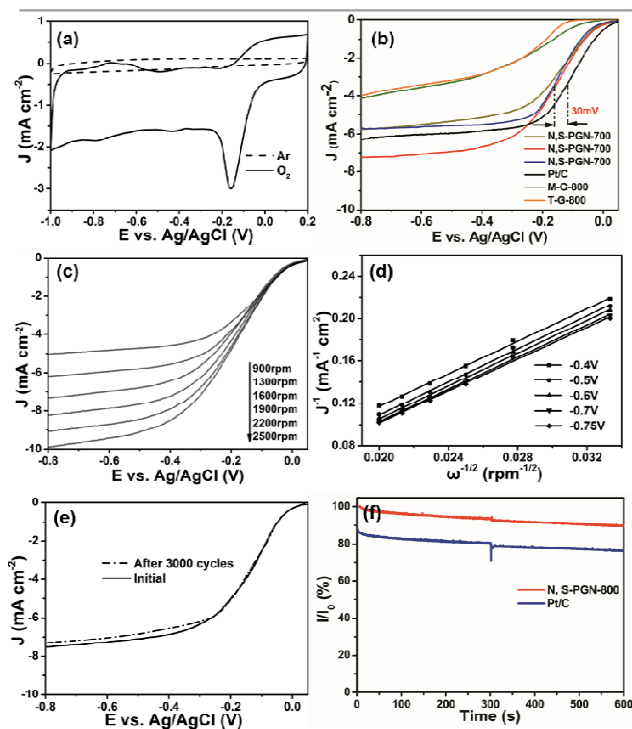 (a)
J (mA cm⁻²)
1
0
-1
-2
-3
Ar
O₂
-1.0 -0.8 -0.6 -0.4 -0.2 0.0 0.2
E vs. Ag/AgCl (V)
(b)
J (mA cm⁻²)
0
-2
-4
-6
-8
-10
30mV
N,S-PGN-700
N,S-PGN-700
N,S-PGN-700
Pt/C
M-G-800
T-G-800
-0.8 -0.6 -0.4 -0.2 0.0
E vs. Ag/AgCl (V)
(c)
J (mA cm⁻²)
0
-2
-4
-6
-8
-10
900rpm
1300rpm
1600rpm
1900rpm
2200rpm
2500rpm
-0.8 -0.6 -0.4 -0.2 0.0
E vs. Ag/AgCl (V)
(d)
J⁻¹ (mA⁻¹ cm²)
0.24
0.20
0.16
0.12
0.08
-0.4V
-0.5V
-0.6V
-0.7V
-0.75V
0.020 0.024 0.028 0.032
ω⁻¹/² (rpm⁻¹/²)
(e)
J (mA cm⁻²)
0
-2
-4
-6
-8
-10
After 3000 cycles
Initial
-0.8 -0.6 -0.4 -0.2 0.0
E vs. Ag/AgCl (V)
(f)
I/I₀ (%)
100
80
60
40
20
0
N, S-PGN-800
Pt/C
0 100 200 300 400 500 600
Time (s)